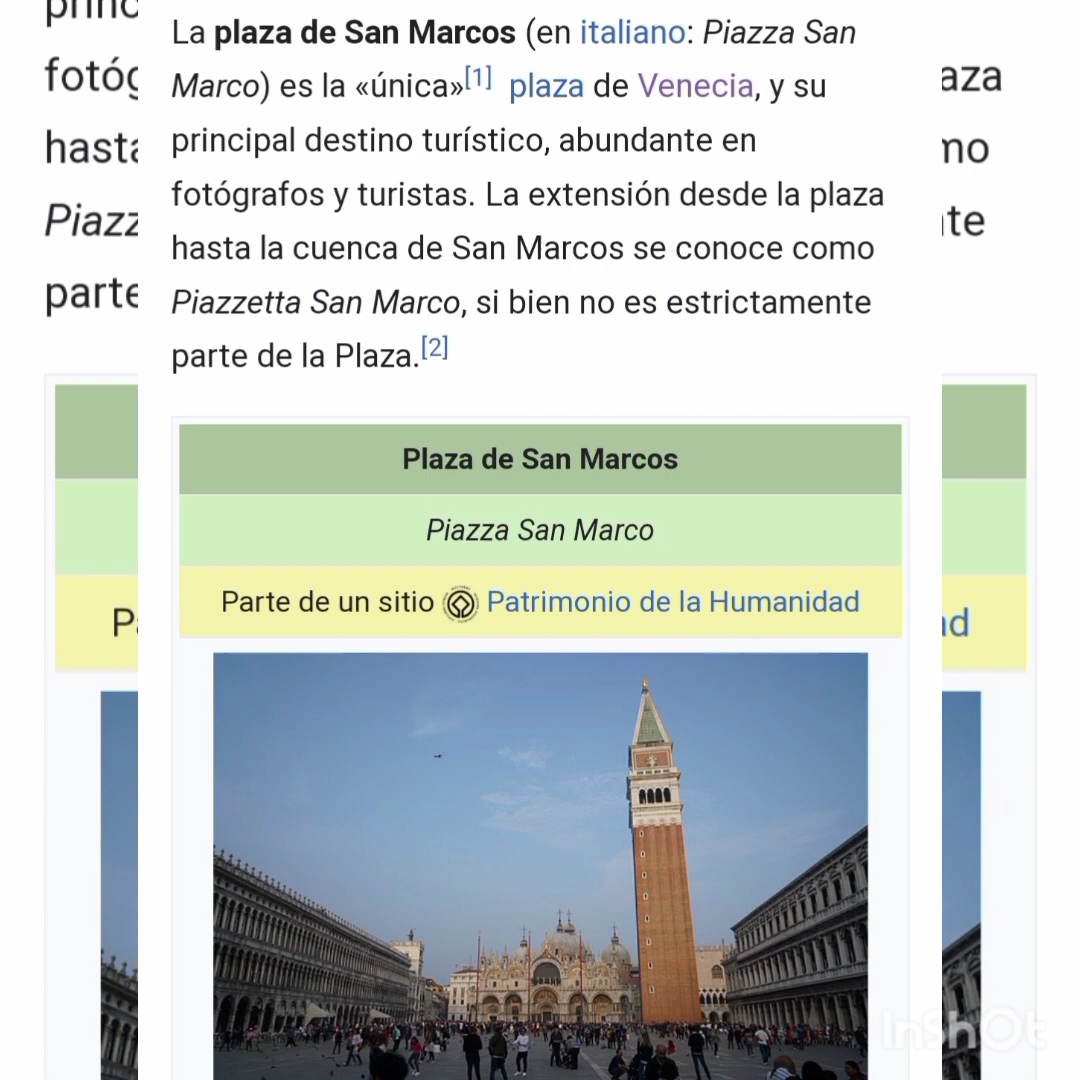 La plaza de San Marcos (en italiano: Piazza San
Marco) es la «única»[1] plaza de Venecia, y su
principal destino turístico, abundante en
fotógrafos y turistas. La extensión desde la plaza
hasta la cuenca de San Marcos se conoce como
Piazzetta San Marco, si bien no es estrictamente
parte de la Plaza.[2]
Plaza de San Marcos
Piazza San Marco
Parte de un sitio Patrimonio de la Humanidad
InShOt